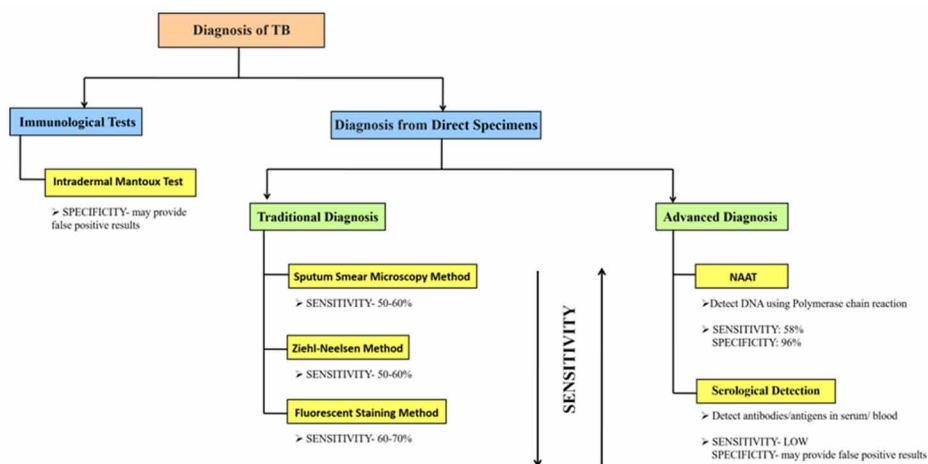 Diagnosis of TB
Immunological Tests
Diagnosis from Direct Specimens
Intradermal Mantoux Test
➤ SPECIFICITY- may provide
false positive results
Traditional Diagnosis
Sputum Smear Microscopy Method
➤ SENSITIVITY- 50-60%
Ziehl-Neelsen Method
➤ SENSITIVITY- 50-60%
Fluorescent Staining Method
➤ SENSITIVITY- 60-70%
SENSITIVITY
Advanced Diagnosis
NAAT
➤Detect DNA using Polymerase chain reaction
➤ SENSITIVITY: 58%
SPECIFICITY: 96%
Serological Detection
➤ Detect antibodies/antigens in serum/ blood
➤ SENSITIVITY- LOW
SPECIFICITY- may provide false positive results